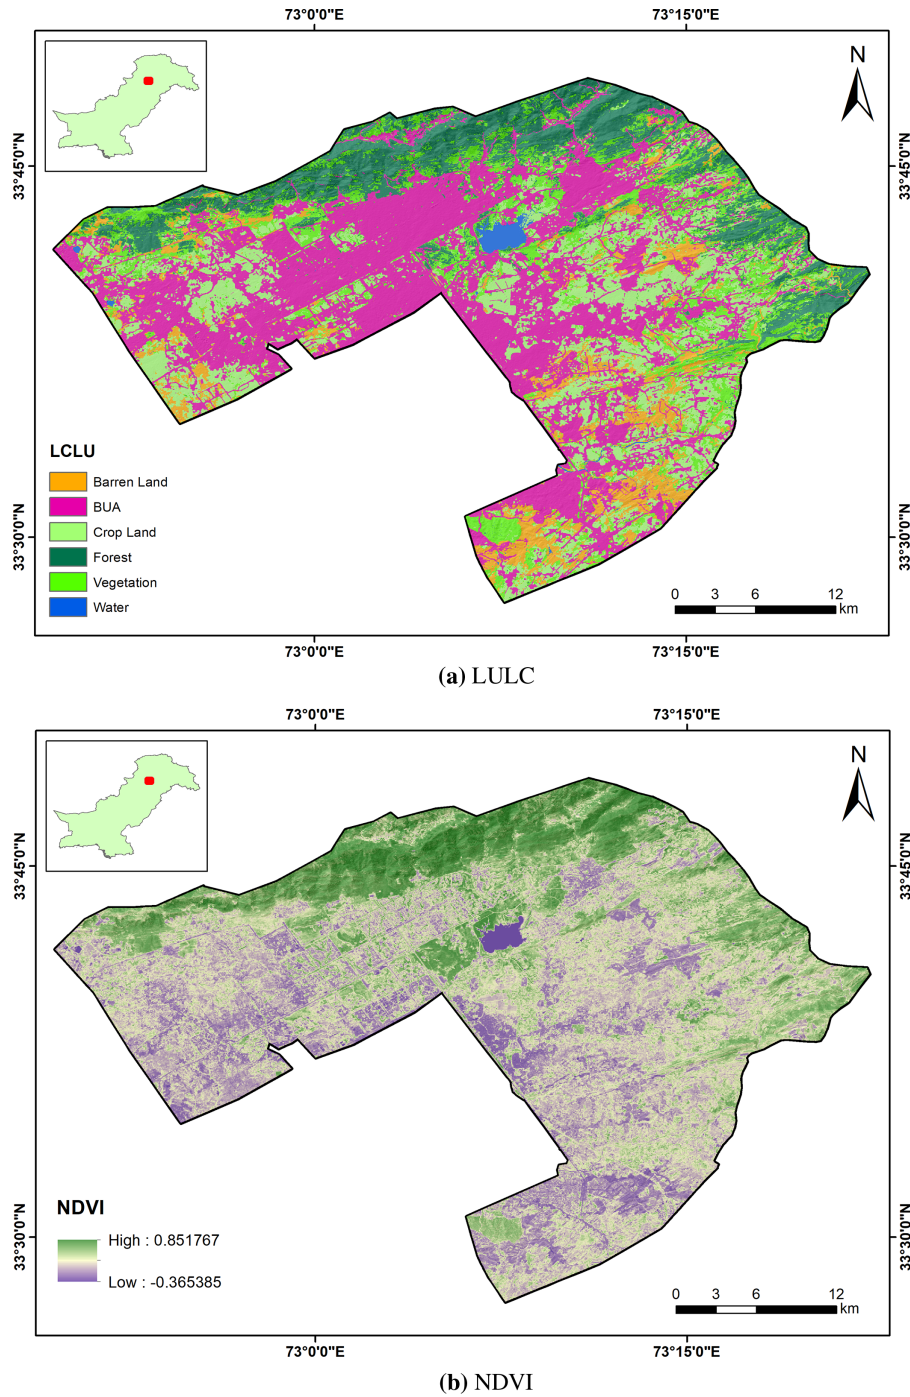 73°0'0"E 73°15'0"E
N
33°45'0"N 33°45'0"N
LCLU
Barren Land
BUA
Crop Land
Forest
Vegetation
Water
33°30'0"N 33°30'0"N
0 3 6 12
km
73°0'0"E 73°15'0"E
(a) LULC
73°0'0"E 73°15'0"E
N
33°45'0"N 33°45'0"N
NDVI
High : 0.851767
Low : -0.365385
33°30'0"N 33°30'0"N
0 3 6 12
km
73°0'0"E 73°15'0"E
(b) NDVI